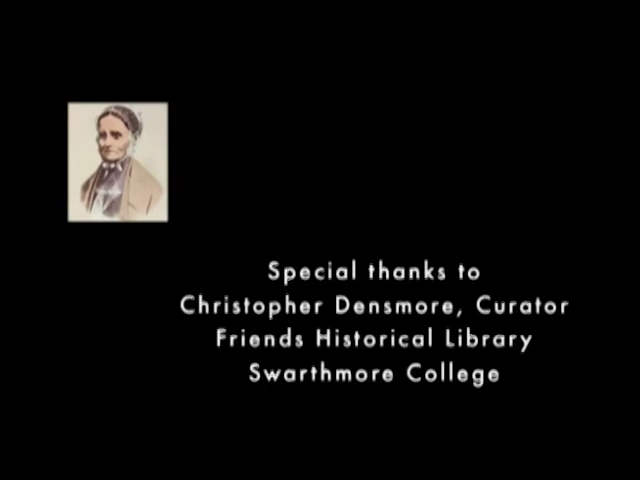 Special thanks to
Christopher Densmore, Curator
Friends Historical Library
Swarthmore College